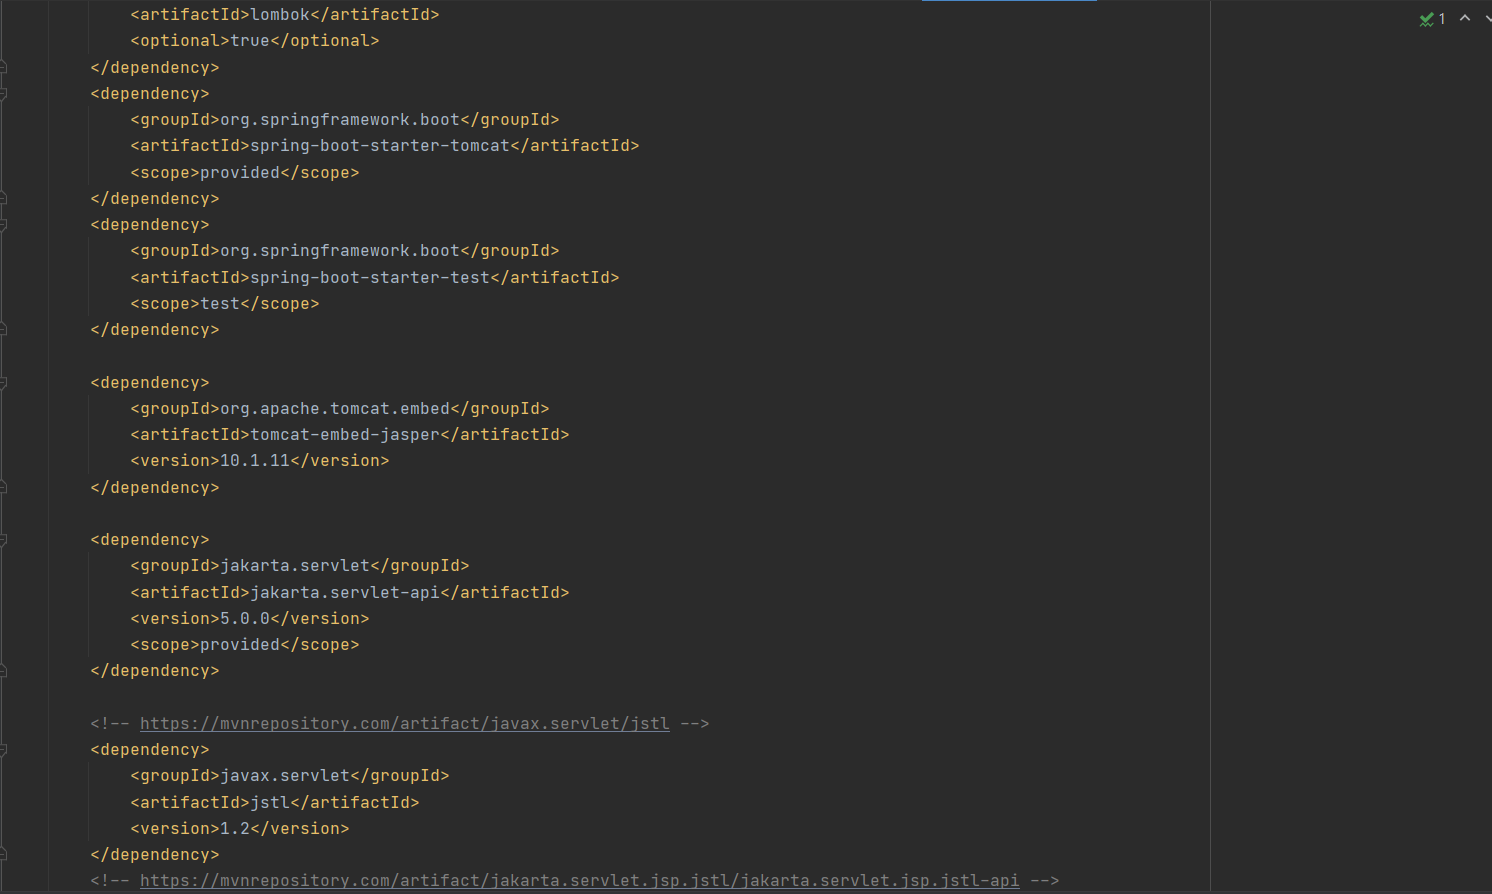 <artifactId>lombok</artifactId>
1
<optional>true</optional>
</dependency>
<dependency>
<groupId>org.springframework.boot</groupId>
<artifactId>spring-boot-starter-tomcat</artifactId>
<scope>provided</scope>
</dependency>
<dependency>
<groupId>org.springframework.boot</groupId>
<artifactId>spring-boot-starter-test</artifactId>
<scope>test</scope>
</dependency>
<dependency>
<groupId>org.apache.tomcat.embed</groupId>
<artifactId>tomcat-embed-jasper</artifactId>
<version>10.1.11</version>
</dependency>
<dependency>
<groupId>jakarta.servlet</groupId>
<artifactId>jakarta.servlet-api</artifactId>
<version>5.0.0</version>
<scope>provided</scope>
</dependency>
<!-- https://mvnrepository.com/artifact/javax.servlet/jstl -->
<dependency>
<groupId>javax.servlet</groupId>
<artifactId>jstl</artifactId>
<version>1.2</version>
</dependency>
<!-- https://mvnrepository.com/artifact/jakarta.servlet.jsp.jstl/jakarta.servlet.jsp.jstl-api -->